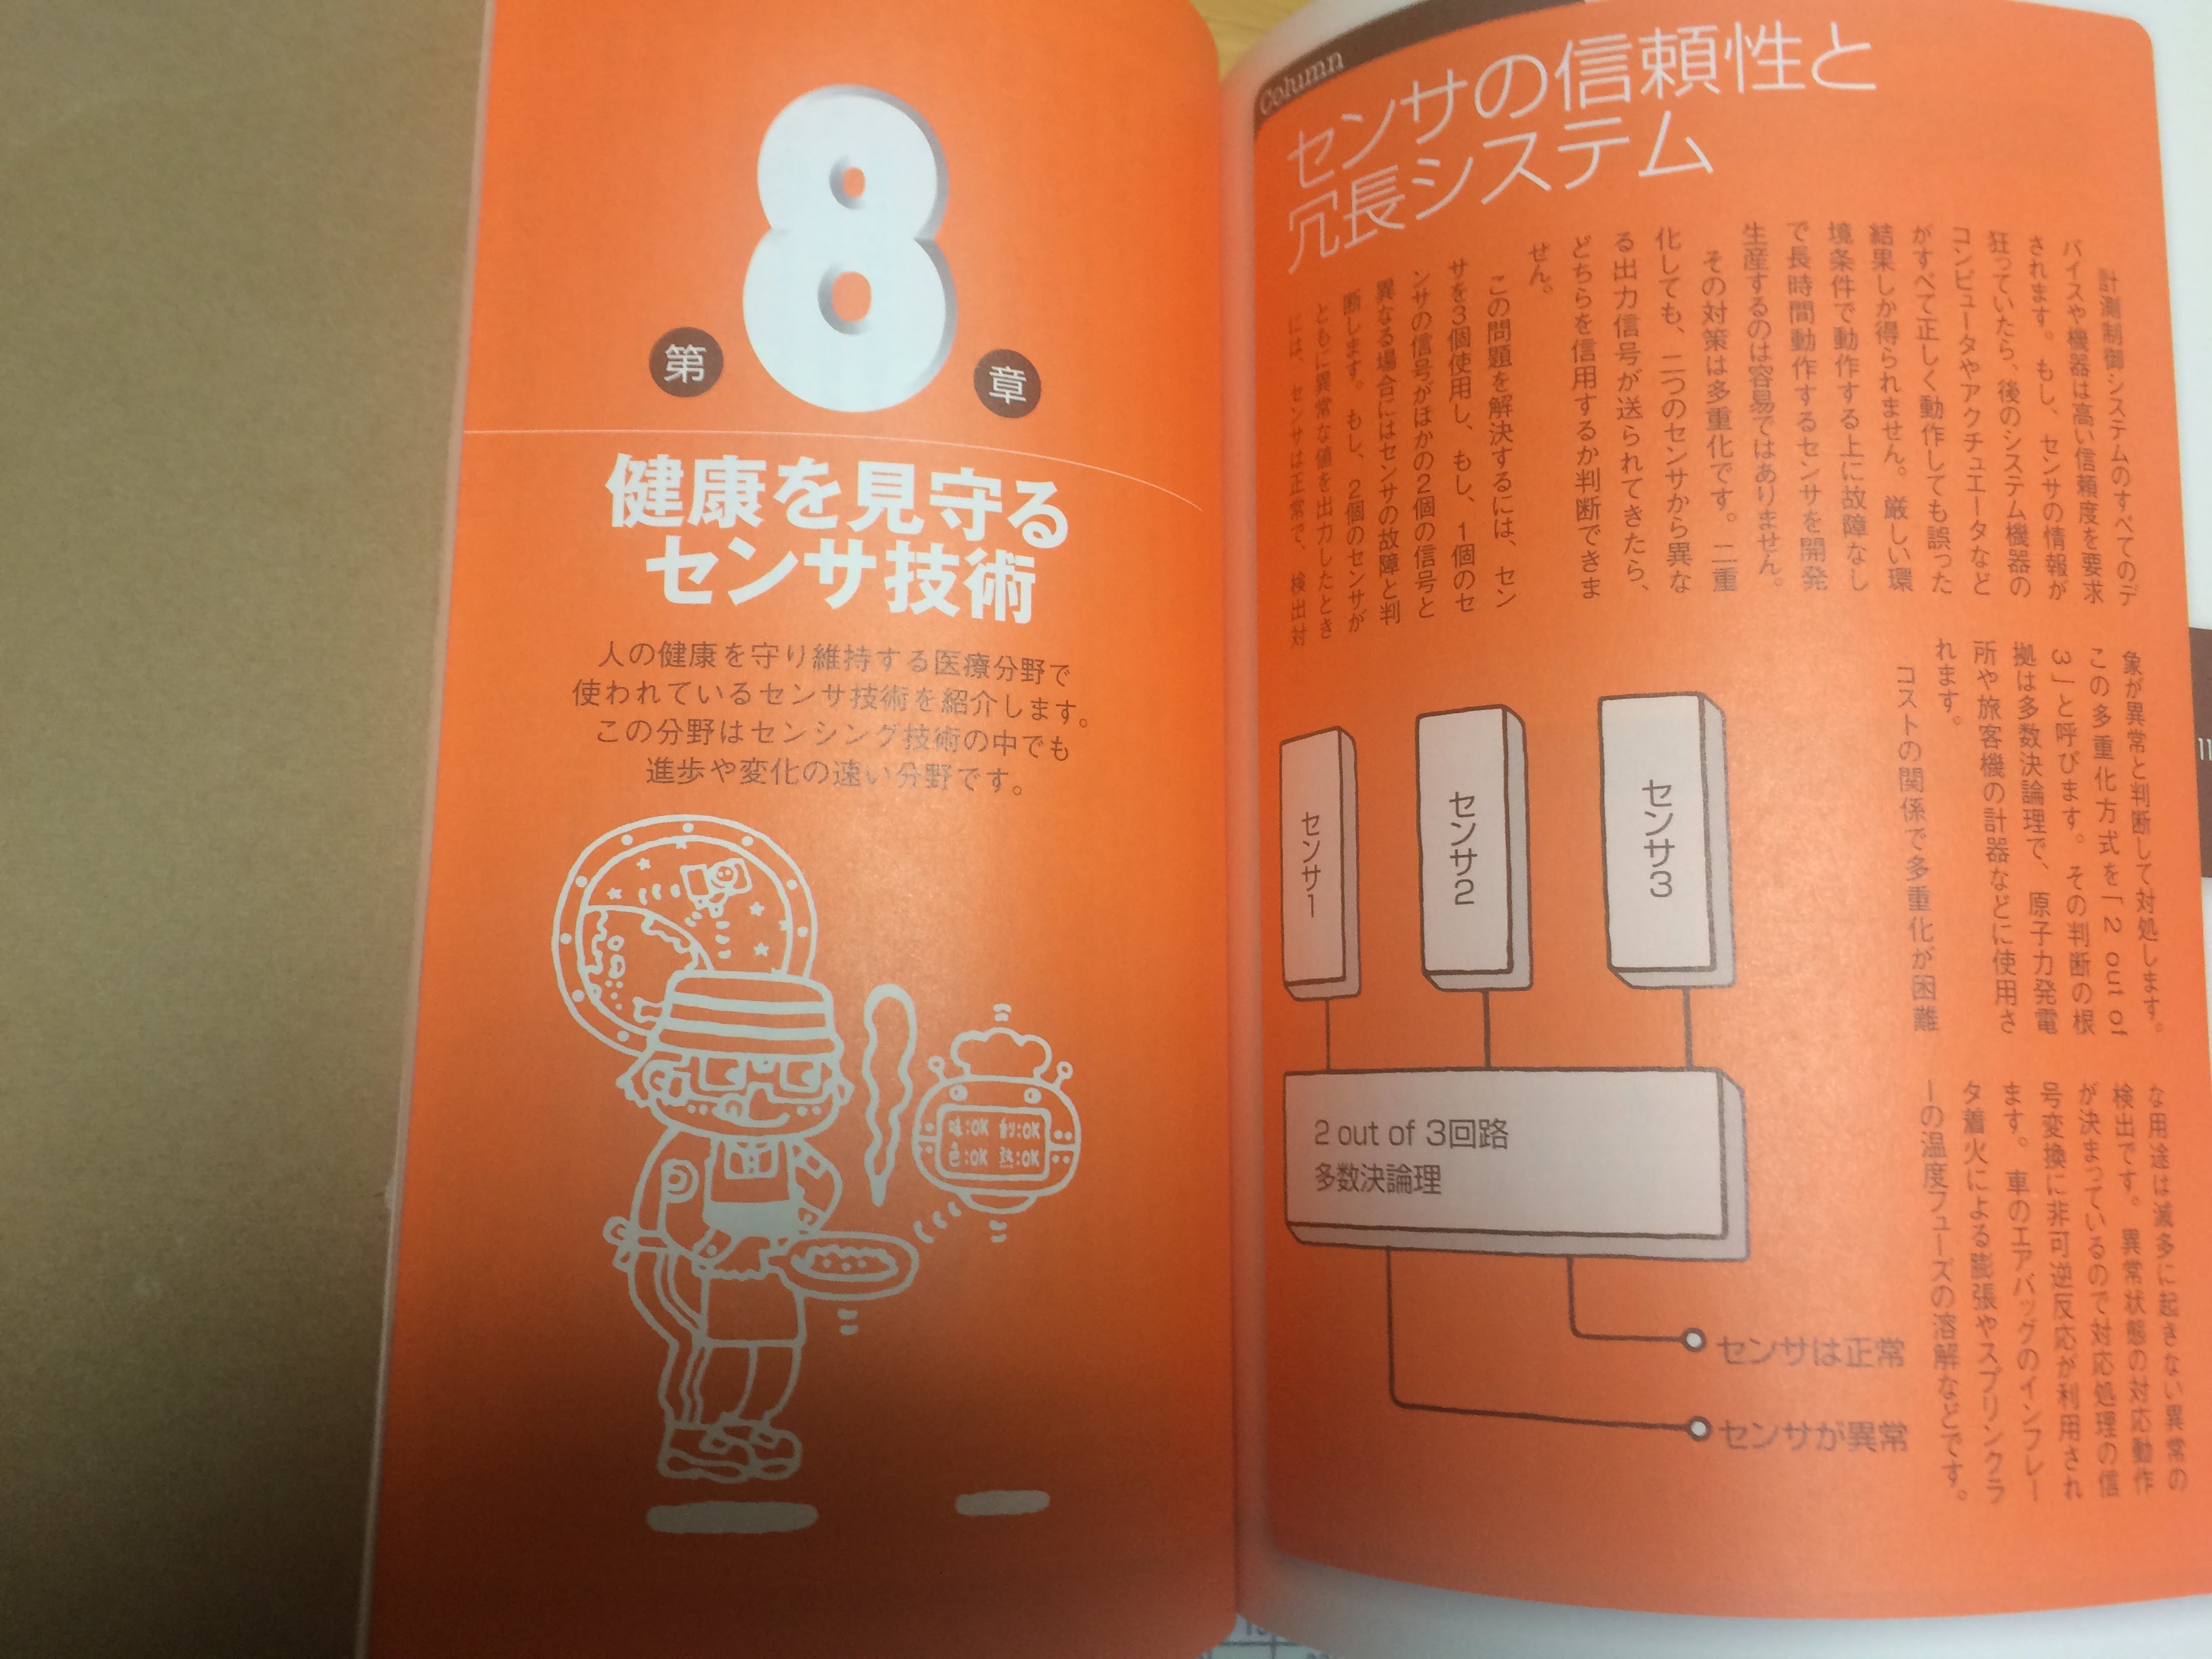 第8章
健康を見守る
センサ技術
人の健康を守り維持する医療分野で
使われているセンサ技術を紹介します。
この分野はセンシング技術の中でも
進歩や変化の速い分野です。
味:OK 形:OK
色:OK 熱:OK
Column
センサの信頼性と
冗長システム
計測制御システムのすべてのデ
バイスや機器は高い信頼度を要求
されます。もし、センサの情報が
狂っていたら、後のシステム機器の
コンピュータやアクチュエータなど
がすべて正しく動作しても誤った
結果しか得られません。厳しい環
境条件で動作する上に故障なし
で長時間動作するセンサを開発
生産するのは容易ではありません。
その対策は多重化です。二重
化しても、二つのセンサから異な
る出力信号が送られてきたら、
どちらを信用するか判断できま
せん。
この問題を解決するには、セン
サを3個使用し、もし、1個のセ
ンサの信号がほかの2個の信号と
異なる場合にはセンサの故障と判
断します。もし、2個のセンサが
ともに異常な値を出力したとき
には、センサは正常で、検出対
象が異常と判断して対処します。
この多重化方式を「2 out of
3」と呼びます。その判断の根
拠は多数決論理で、原子力発電
所や旅客機の計器などに使用さ
れます。
コストの関係で多重化が困難
な用途は滅多に起きない異常の
検出です。異常状態の対応動作
が決まっているので対応処理の信
号変換に非可逆反応が利用され
ます。車のエアバッグのインフレー
タ着火による膨張やスプリンクラ
ーの温度フューズの溶解などです。
センサ1
センサ2
センサ3
2 out of 3回路
多数決論理
センサは正常
センサが異常
11